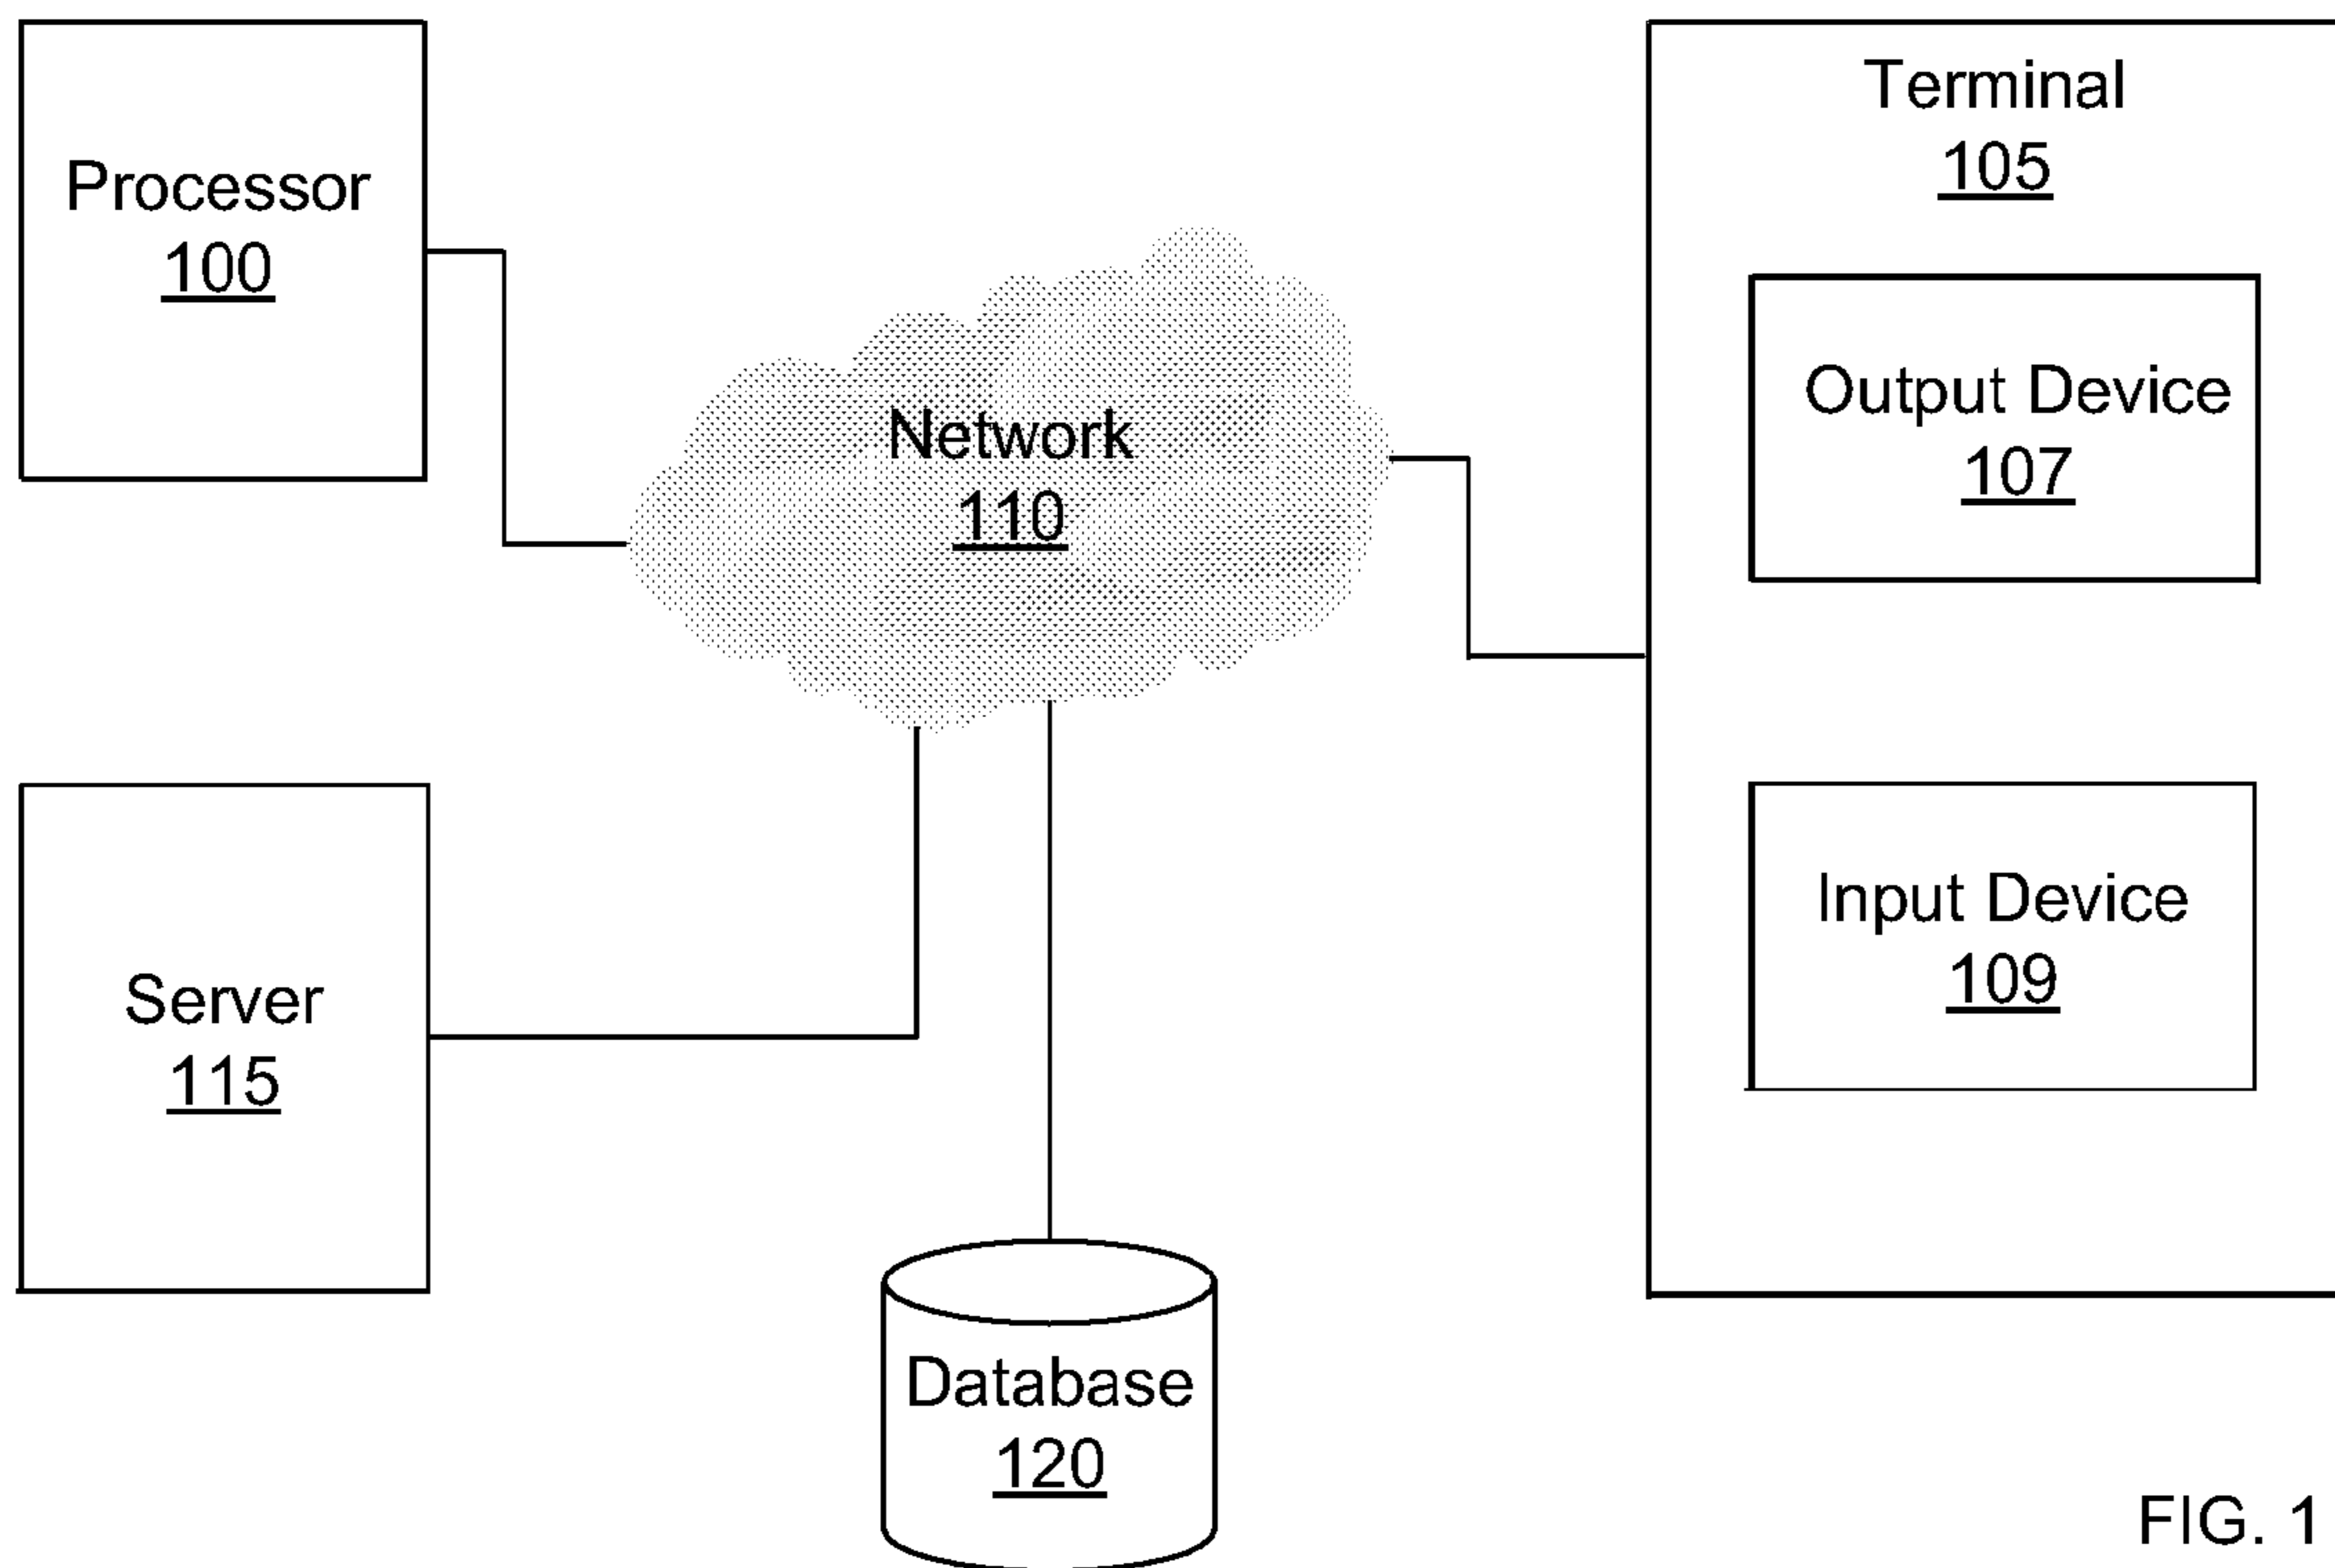 Processor
100
Terminal
105
Output Device
107
Network
110
Input Device
109
Server
115
Database
120
FIG. 1